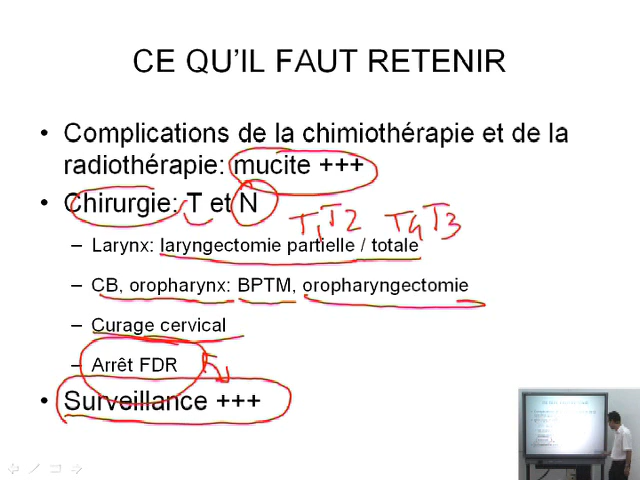 CE QU'IL FAUT RETENIR
• Complications de la chimiothérapie et de la
radiothérapie: mucite +++
• Chirurgie: T et N
T1 T2 T4 T3
– Larynx: laryngectomie partielle / totale
– CB, oropharynx: BPTM, oropharyngectomie
– Curage cervical
– Arrêt FDR
• Surveillance +++